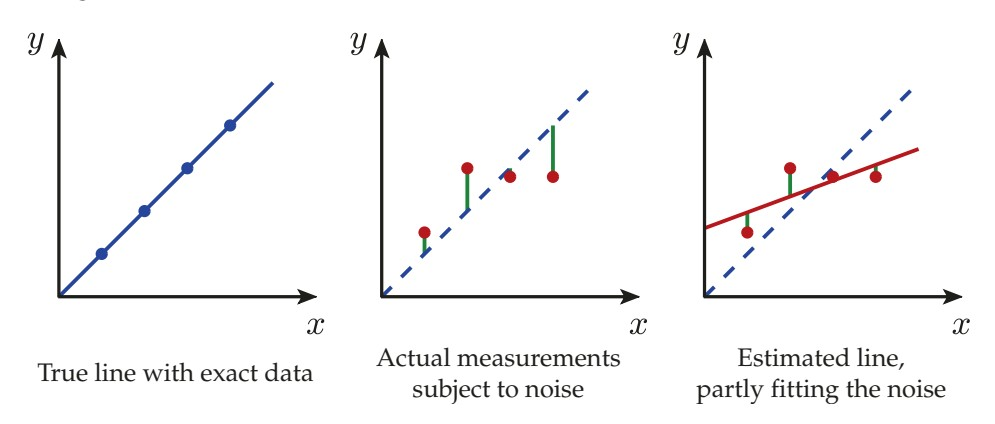 y
x
True line with exact data
y
x
Actual measurements
subject to noise
y
x
Estimated line,
partly fitting the noise